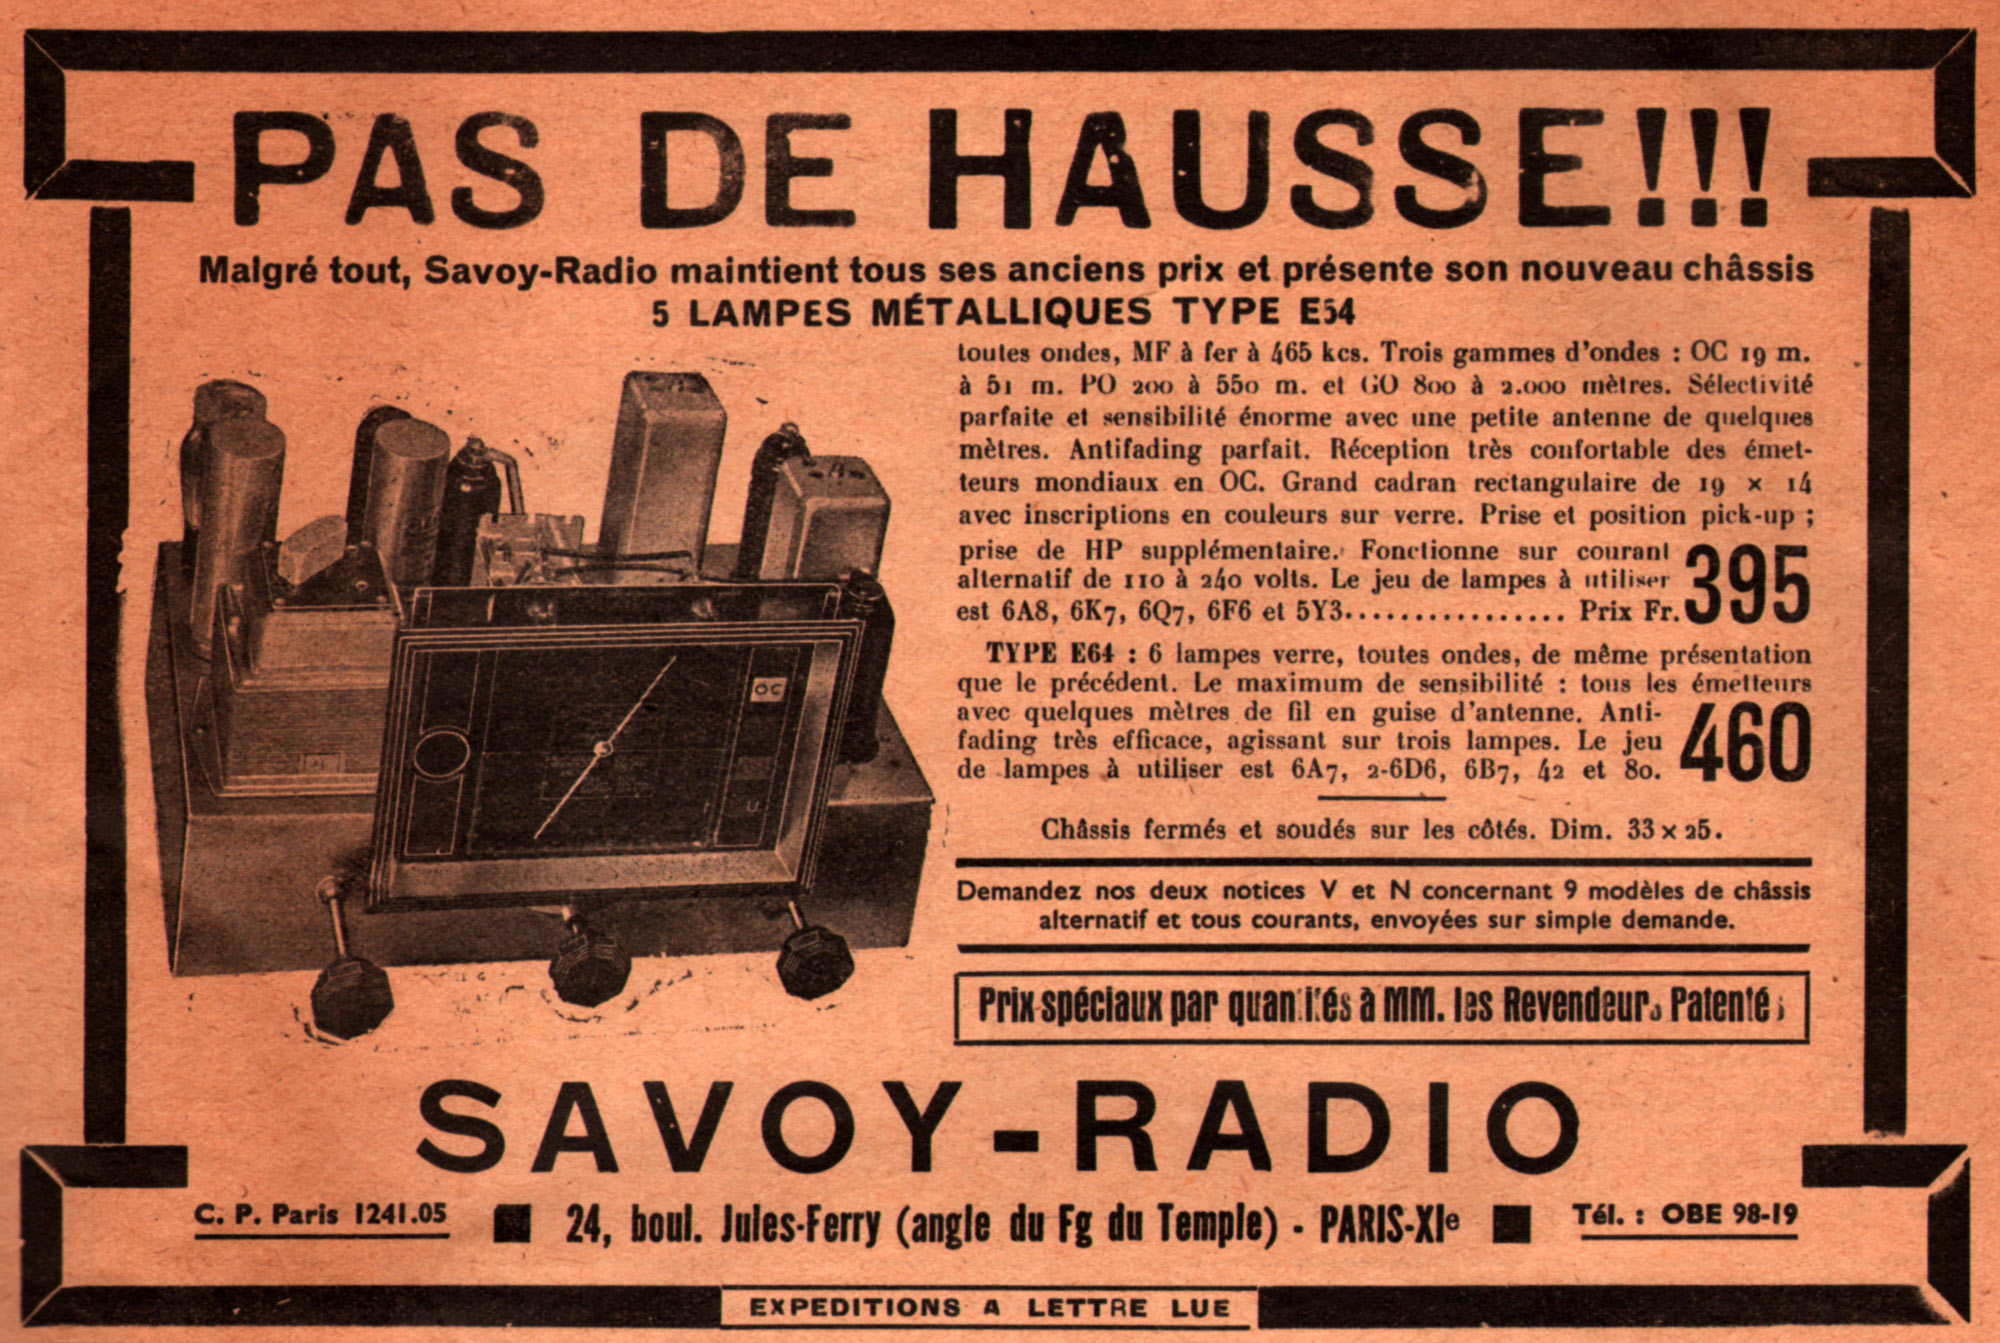 PAS DE HAUSSE!!!
Malgré tout, Savoy-Radio maintient tous ses anciens prix et présente son nouveau châssis
5 LAMPES MÉTALLIQUES TYPE E54
toutes ondes, MF à fer à 465 kcs. Trois gammes d'ondes : OC 19 m.
à 51 m. PO 200 à 550 m. et GO 800 à 2.000 mètres. Sélectivité
parfaite et sensibilité énorme avec une petite antenne de quelques
mètres. Antifading parfait. Réception très confortable des émet-
teurs mondiaux en OC. Grand cadran rectangulaire de 19 × 14
avec inscriptions en couleurs sur verre. Prise et position pick-up ;
prise de HP supplémentaire. Fonctionne sur courant
alternatif de 110 à 240 volts. Le jeu de lampes à utiliser
est 6A8, 6K7, 6Q7, 6F6 et 5Y3................ Prix Fr. 395
TYPE E64 : 6 lampes verre, toutes ondes, de même présentation
que le précédent. Le maximum de sensibilité : tous les émetteurs
avec quelques mètres de fil en guise d'antenne. Anti-
fading très efficace, agissant sur trois lampes. Le jeu
de lampes à utiliser est 6A7, 2-6D6, 6B7, 42 et 80. 460
Châssis fermés et soudés sur les côtés. Dim. 33 × 25.
Demandez nos deux notices V et N concernant 9 modèles de châssis
alternatif et tous courants, envoyées sur simple demande.
Prix spéciaux par quantités à MM. les Revendeurs Patentés
OC
SAVOY-RADIO
C. P. Paris 1241.05 ■ 24, boul. Jules-Ferry (angle du Fg du Temple) - PARIS-XIe ■ Tél. : OBE 98-19
EXPEDITIONS A LETTRE LUE